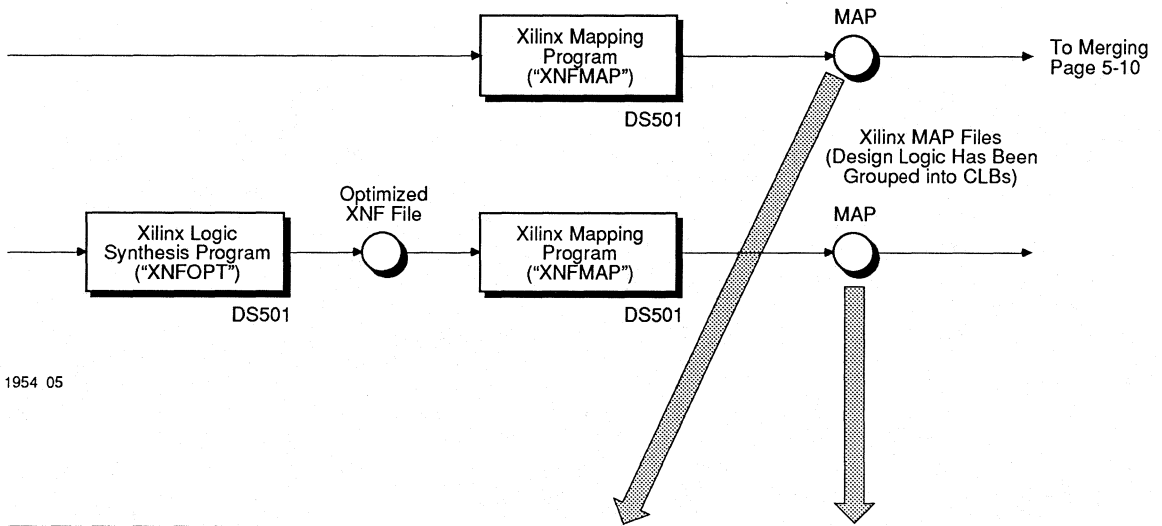 MAP
Xilinx Mapping
Program
(“XNFMAP”)
To Merging
Page 5-10
DS501
Xilinx MAP Files
(Design Logic Has Been
Grouped into CLBs)
Optimized
XNF File
MAP
Xilinx Logic
Synthesis Program
(“XNFOPT”)
Xilinx Mapping
Program
(“XNFMAP”)
DS501
DS501
1954 05